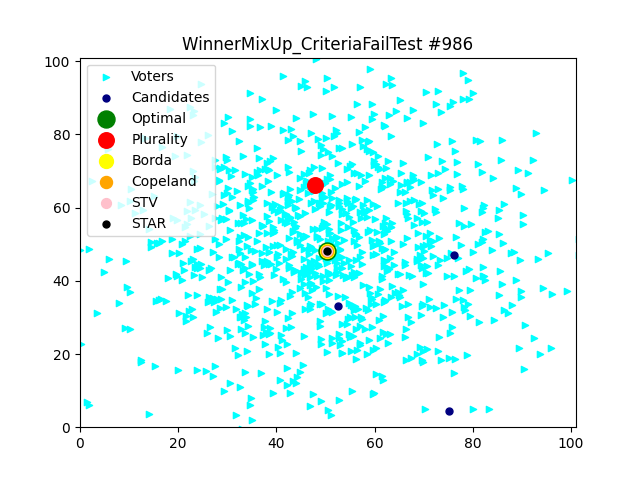 WinnerMixUp_CriteriaFailTest #986
100
80
60
40
20
0
Voters
Candidates
Optimal
Plurality
Borda
Copeland
STV
STAR
0 20 40 60 80 100